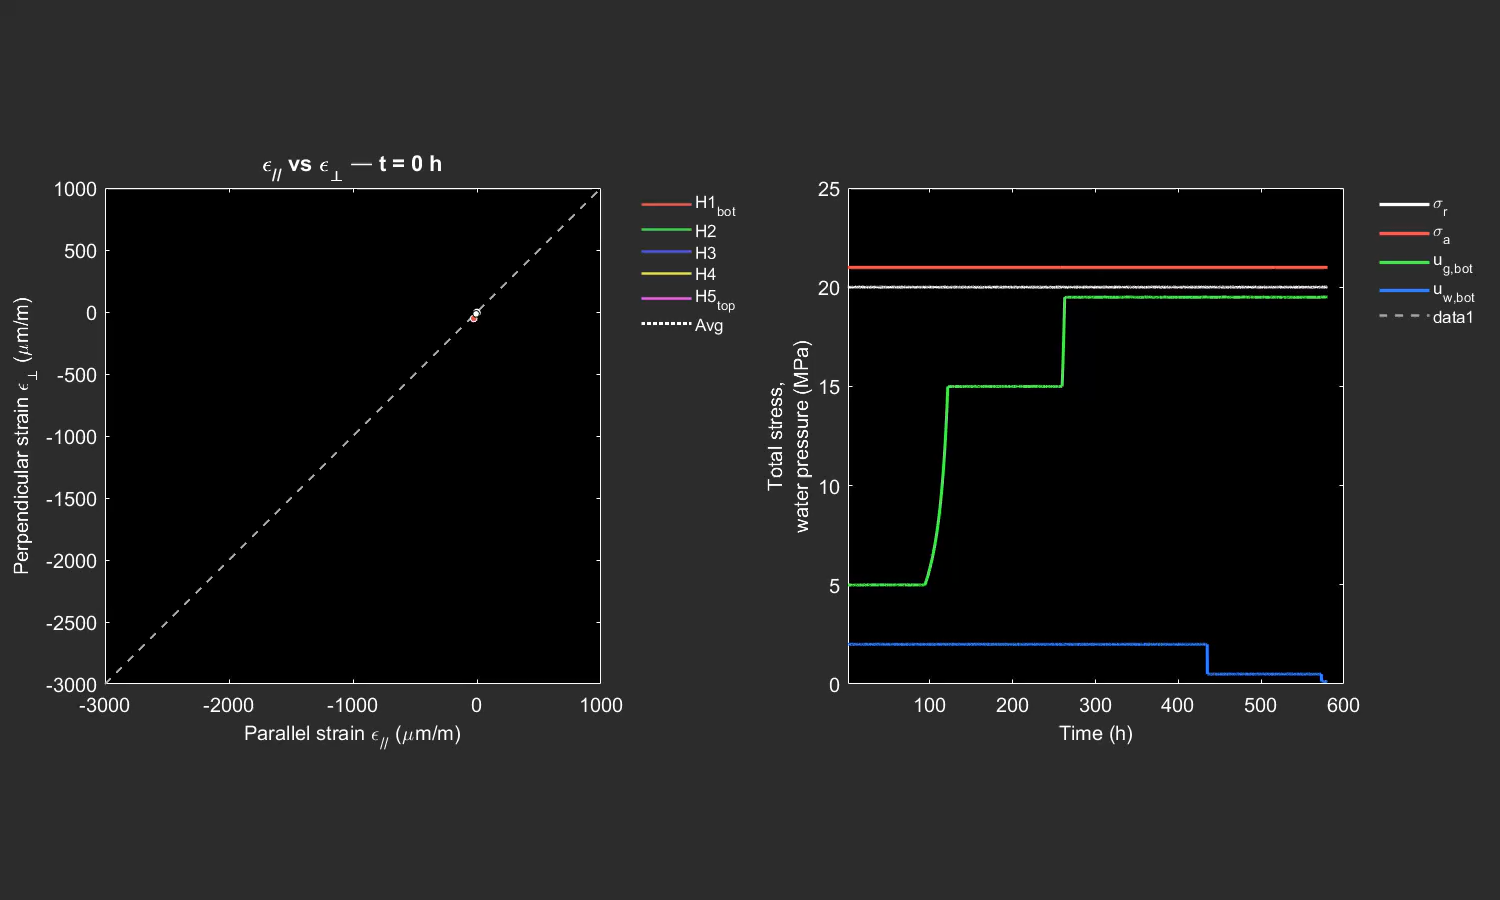 ϵ// vs ϵ⊥ — t = 0 h
1000
500
0
-500
-1000
-1500
-2000
-2500
-3000
-3000
-2000
-1000
0
1000
Perpendicular strain ϵ⊥ (μm/m)
Parallel strain ϵ// (μm/m)
H1bot
H2
H3
H4
H5top
Avg
25
20
15
10
5
0
100
200
300
400
500
600
Total stress,
water pressure (MPa)
Time (h)
σr
σa
ug,bot
uw,bot
data1